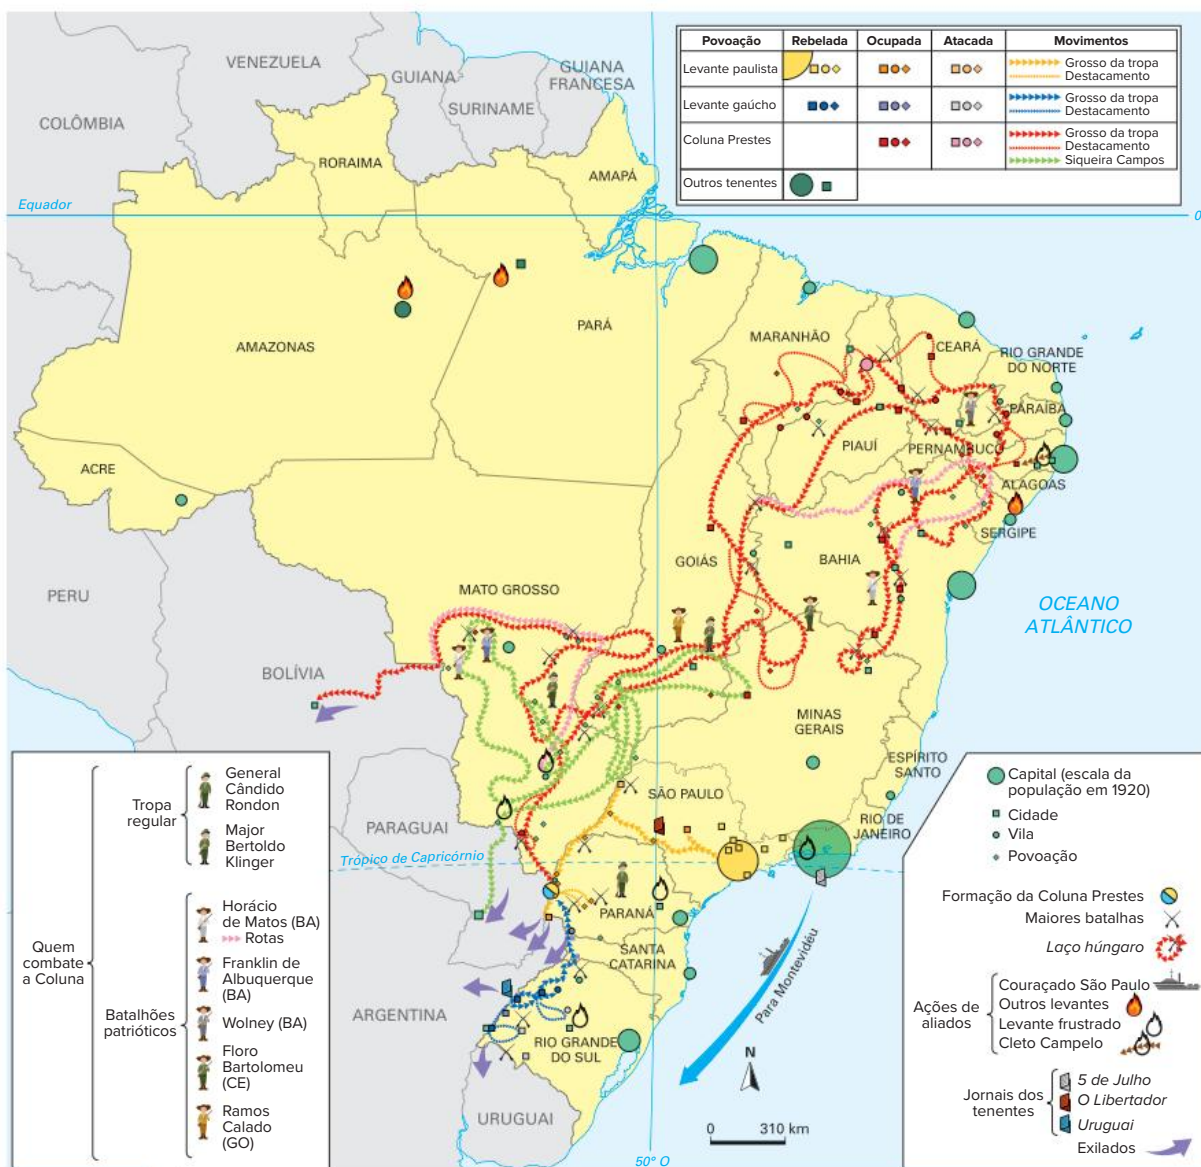 Povoação
Rebelada
Ocupada
Atacada
Movimentos
Levante paulista
Grosso da tropa
Destacamento
Levante gaúcho
Grosso da tropa
Destacamento
Coluna Prestes
Grosso da tropa
Destacamento
Siqueira Campos
Outros tenentes
VENEZUELA
GUIANA
GUIANA
FRANCESA
SURINAME
COLÔMBIA
RORAIMA
AMAPÁ
Equador
0
AMAZONAS
PARÁ
MARANHÃO
CEARÁ
RIO GRANDE
DO NORTE
PARAÍBA
PIAUÍ
PERNAMBUCO
ACRE
ALAGOAS
SERGIPE
GOIÁS
BAHIA
PERU
MATO GROSSO
OCEANO
ATLÂNTICO
BOLÍVIA
MINAS
GERAIS
ESPÍRITO
SANTO
SÃO PAULO
RIO DE
JANEIRO
PARAGUAI
Trópico de Capricórnio
PARANÁ
SANTA
CATARINA
Para Montevidéu
ARGENTINA
RIO GRANDE
DO SUL
URUGUAI
N
0 310 km
50º O
Quem
combate
a Coluna
Tropa
regular
General
Cândido
Rondon
Major
Bertoldo
Klinger
Batalhões
patrióticos
Horácio
de Matos (BA)
Rotas
Franklin de
Albuquerque
(BA)
Wolney (BA)
Floro
Bartolomeu
(CE)
Ramos
Calado
(GO)
Capital (escala da
população em 1920)
Cidade
Vila
Povoação
Formação da Coluna Prestes
Maiores batalhas
Laço húngaro
Ações de
aliados
Couraçado São Paulo
Outros levantes
Levante frustrado
Cleto Campelo
Jornais dos
tenentes
5 de Julho
O Libertador
Uruguai
Exilados